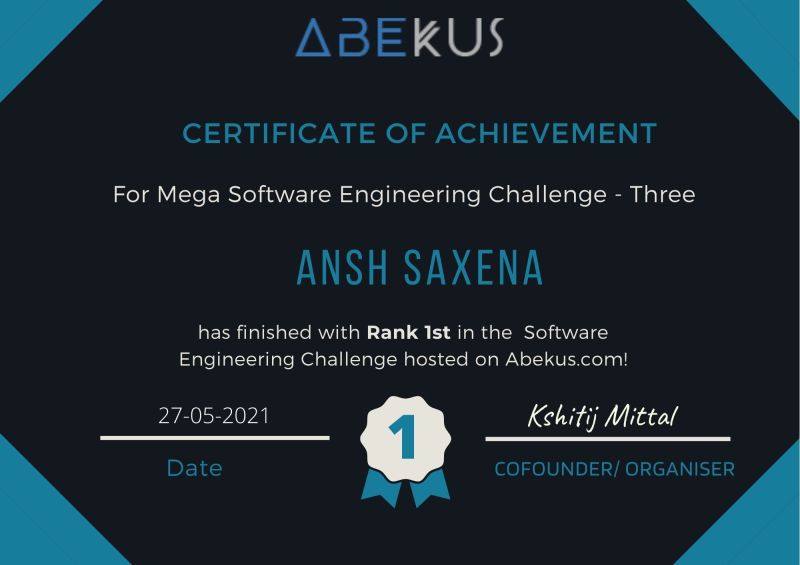 ABEKUS
CERTIFICATE OF ACHIEVEMENT
For Mega Software Engineering Challenge - Three
ANSH SAXENA
has finished with Rank 1st in the Software
Engineering Challenge hosted on Abekus.com!
27-05-2021
Date
1
Kshitij Mittal
COFOUNDER/ ORGANISER